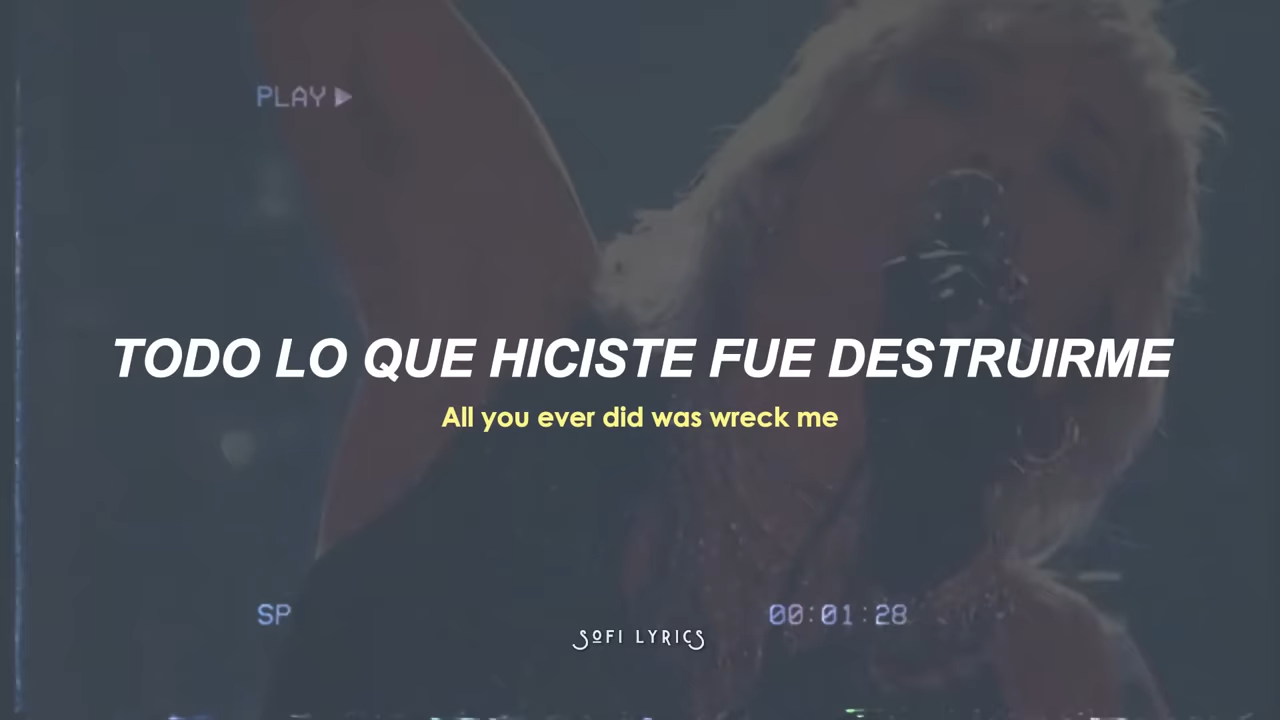 PLAY
TODO LO QUE HICISTE FUE DESTRUIRME
All you ever did was wreck me
SP
00:01:28
SOFI LYRICS